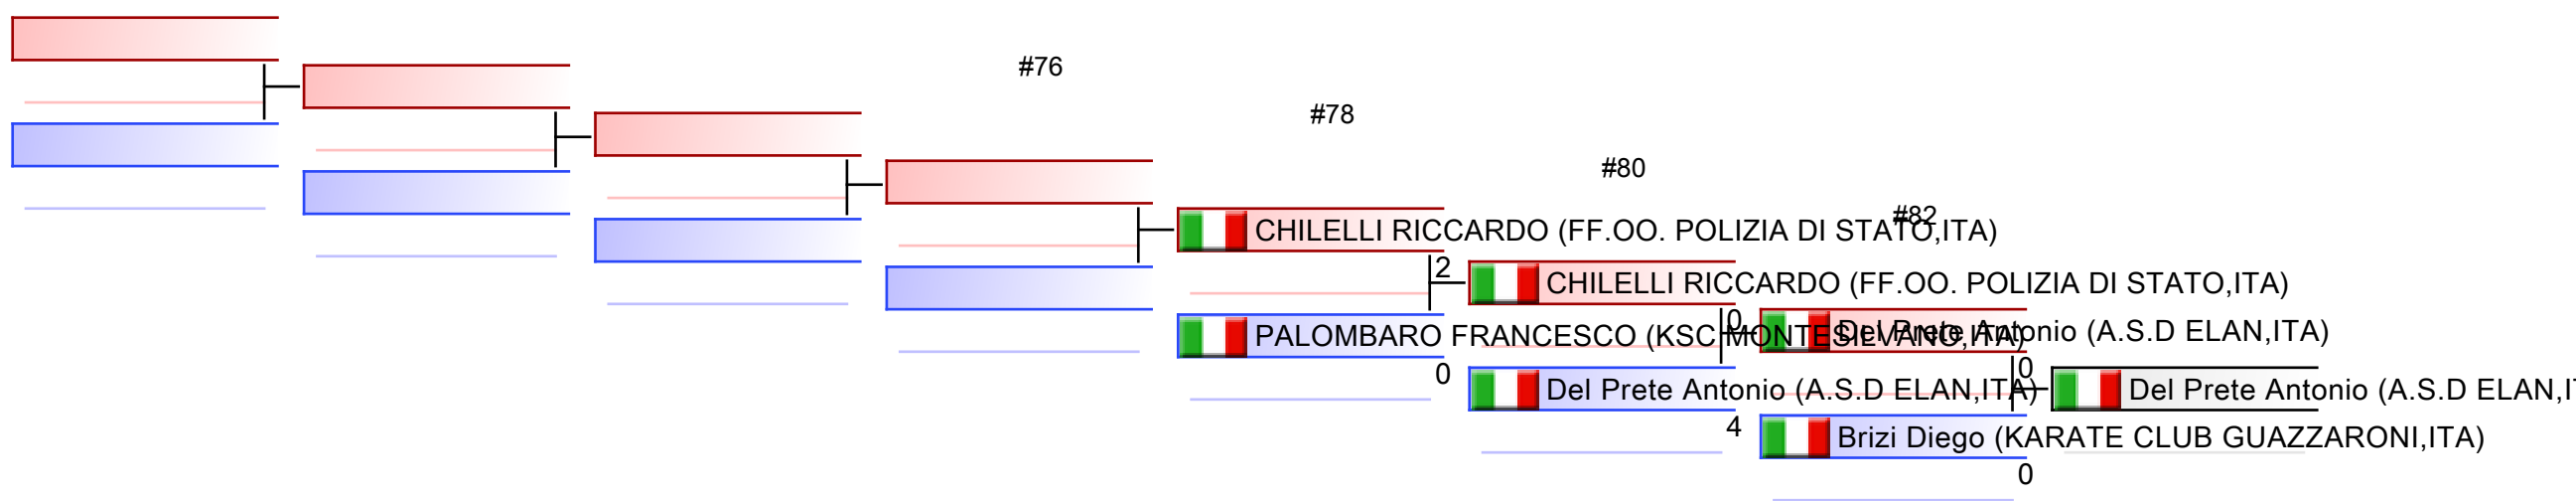 #76
#78
#80
#82
CHILELLI RICCARDO (FF.OO. POLIZIA DI STATO,ITA)
2
CHILELLI RICCARDO (FF.OO. POLIZIA DI STATO,ITA)
0
PALOMBARO FRANCESCO (KSC MONTESILVANO,ITA)
Del Prete Antonio (A.S.D ELAN,ITA)
0
0
Del Prete Antonio (A.S.D ELAN,ITA)
Del Prete Antonio (A.S.D ELAN,I
4
Brizi Diego (KARATE CLUB GUAZZARONI,ITA)
0